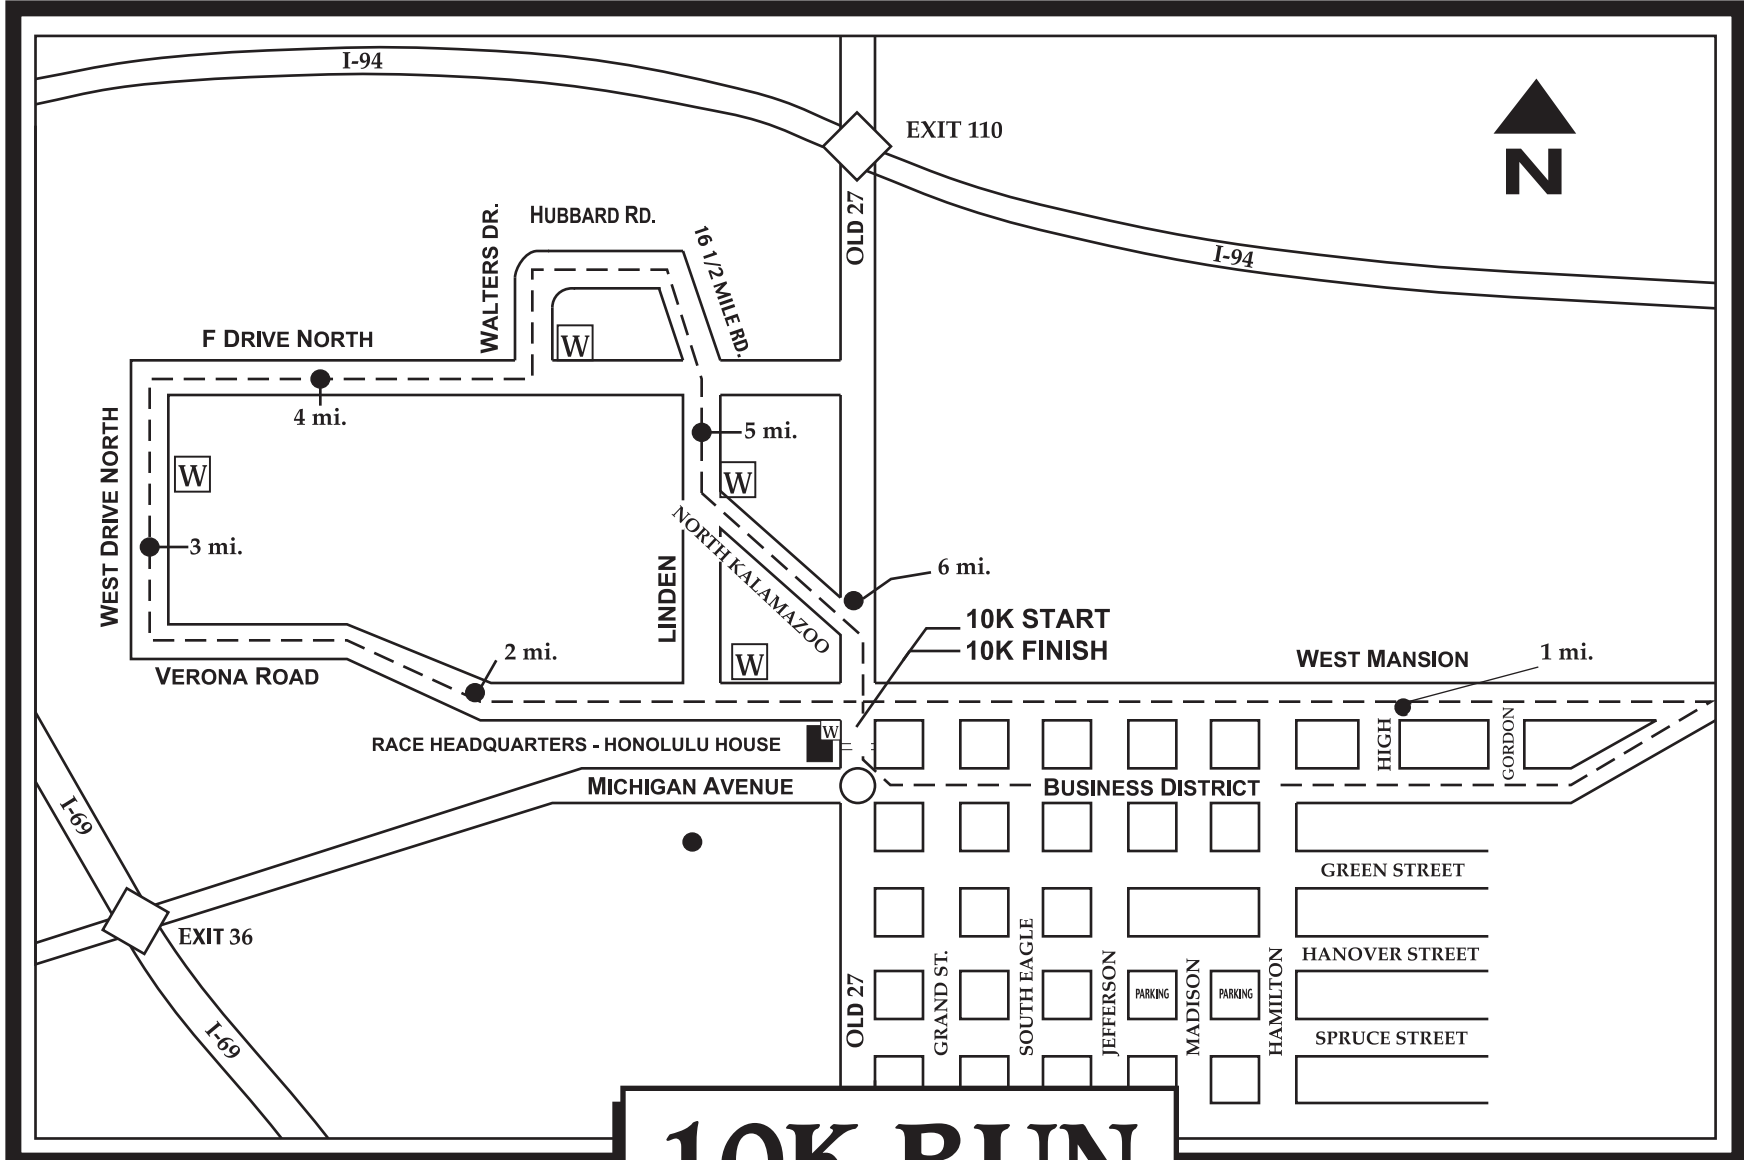 I-94
EXIT 110
N
OLD 27
I-94
HUBBARD RD.
WALTERS DR.
16 1/2 MILE RD.
F DRIVE NORTH
W
4 mi.
5 mi.
WEST DRIVE NORTH
W
W
NORTH KALAMAZOO
3 mi.
LINDEN
6 mi.
10K START
10K FINISH
VERONA ROAD
2 mi.
W
WEST MANSION
1 mi.
W
RACE HEADQUARTERS - HONOLULU HOUSE
HIGH
GORDON
MICHIGAN AVENUE
BUSINESS DISTRICT
I-69
GREEN STREET
EXIT 36
HANOVER STREET
OLD 27
GRAND ST.
SOUTH EAGLE
JEFFERSON
PARKING
MADISON
PARKING
HAMILTON
I-69
SPRUCE STREET
10K RUN